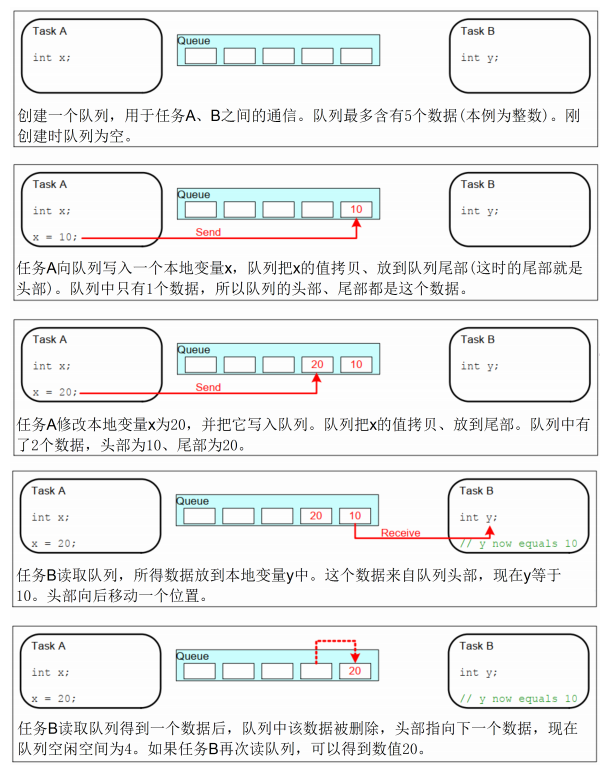 Task A
int x;
Queue
Task B
int y;
创建一个队列，用于任务A、B之间的通信。队列最多含有5个数据(本例为整数)。刚
创建时队列为空。
Task A
int x;
x = 10;
Send
Queue
10
Task B
int y;
任务A向队列写入一个本地变量x，队列把x的值拷贝、放到队列尾部(这时的尾部就是
头部)。队列中只有1个数据，所以队列的头部、尾部都是这个数据。
Task A
int x;
x = 20;
Send
Queue
20 10
Task B
int y;
任务A修改本地变量x为20，并把它写入队列。队列把x的值拷贝、放到尾部。队列中有
了2个数据，头部为10、尾部为20。
Task A
int x;
x = 20;
Queue
20 10
Receive
Task B
int y;
// y now equals 10
任务B读取队列，所得数据放到本地变量y中。这个数据来自队列头部，现在y等于
10。头部向后移动一个位置。
Task A
int x;
x = 20;
Queue
20
Task B
int y;
// y now equals 10
任务B读取队列得到一个数据后，队列中该数据被删除，头部指向下一个数据，现在
队列空闲空间为4。如果任务B再次读队列，可以得到数值20。